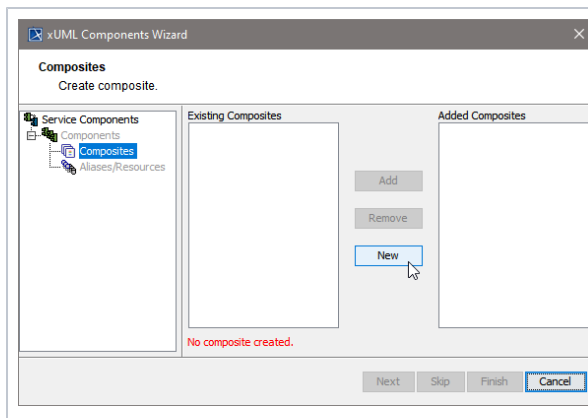 xUML Components Wizard
Composites
Create composite.
Service Components
Components
Composites
Aliases/Resources
Existing Composites
Added Composites
Add
Remove
New
No composite created.
Next Skip Finish Cancel